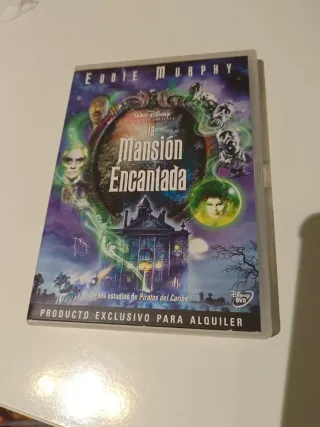 EDDIE MURPHY
WALT DISNEY
la
Mansión
Encantada
De los estudios de Piratas del Caribe
Disney
DVD
PRODUCTO EXCLUSIVO PARA ALQUILER